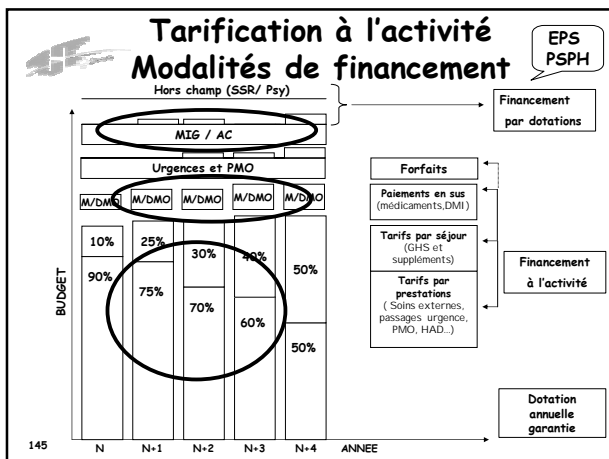 Tarification à l'activité
Modalités de financement
EPS
PSPH
Hors champ (SSR/ Psy)
Financement
par dotations
MIG / AC
Urgences et PMO
Forfaits
M/DMO M/DMO M/DMO M/DMO M/DMO
Paiements en sus
(médicaments,DMI)
10% 25% 30% 40% 50%
Tarifs par séjour
(GHS et
suppléments)
Financement
à l'activité
90% 75% 70% 60% 50%
Tarifs par
prestations
( Soins externes,
passages urgence,
PMO, HAD...)
BUDGET
Dotation
annuelle
garantie
145
N N+1 N+2 N+3 N+4 ANNEE